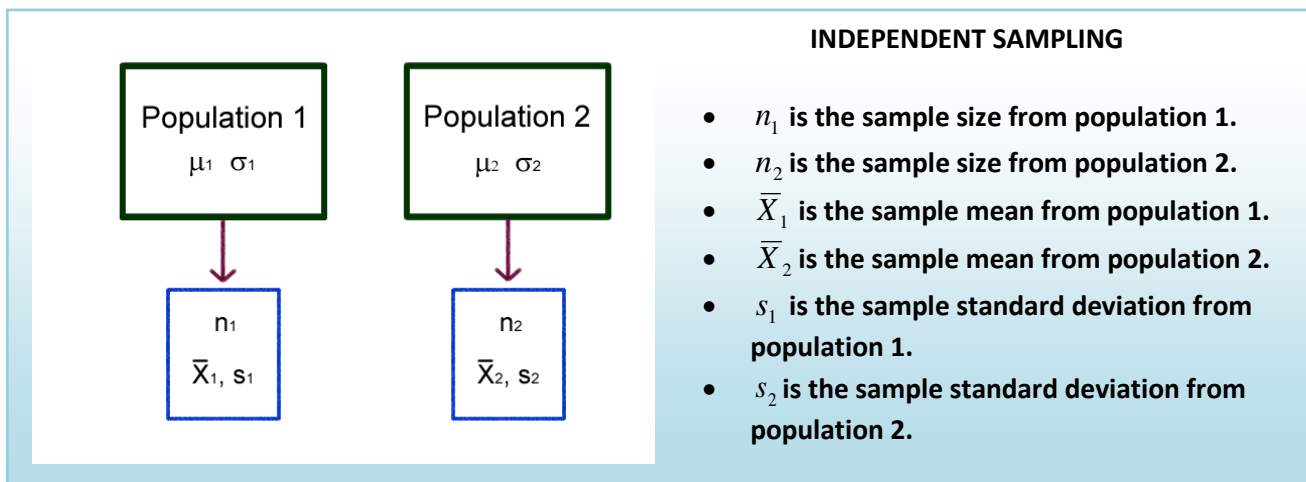 Population 1
μ₁ σ₁
Population 2
μ₂ σ₂
n₁
X̅₁, s₁
n₂
X̅₂, s₂
INDEPENDENT SAMPLING
• n₁ is the sample size from population 1.
• n₂ is the sample size from population 2.
• X̅₁ is the sample mean from population 1.
• X̅₂ is the sample mean from population 2.
• s₁ is the sample standard deviation from
population 1.
• s₂ is the sample standard deviation from
population 2.